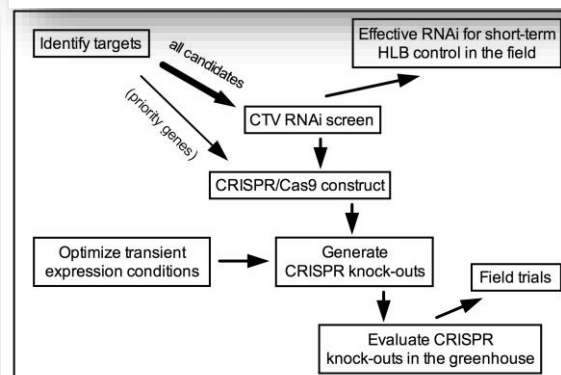 Identify targets
all candidates
Effective RNAi for short-term
HLB control in the field
(priority genes)
CTV RNAi screen
CRISPR/Cas9 construct
Optimize transient
expression conditions
Generate
CRISPR knock-outs
Field trials
Evaluate CRISPR
knock-outs in the greenhouse